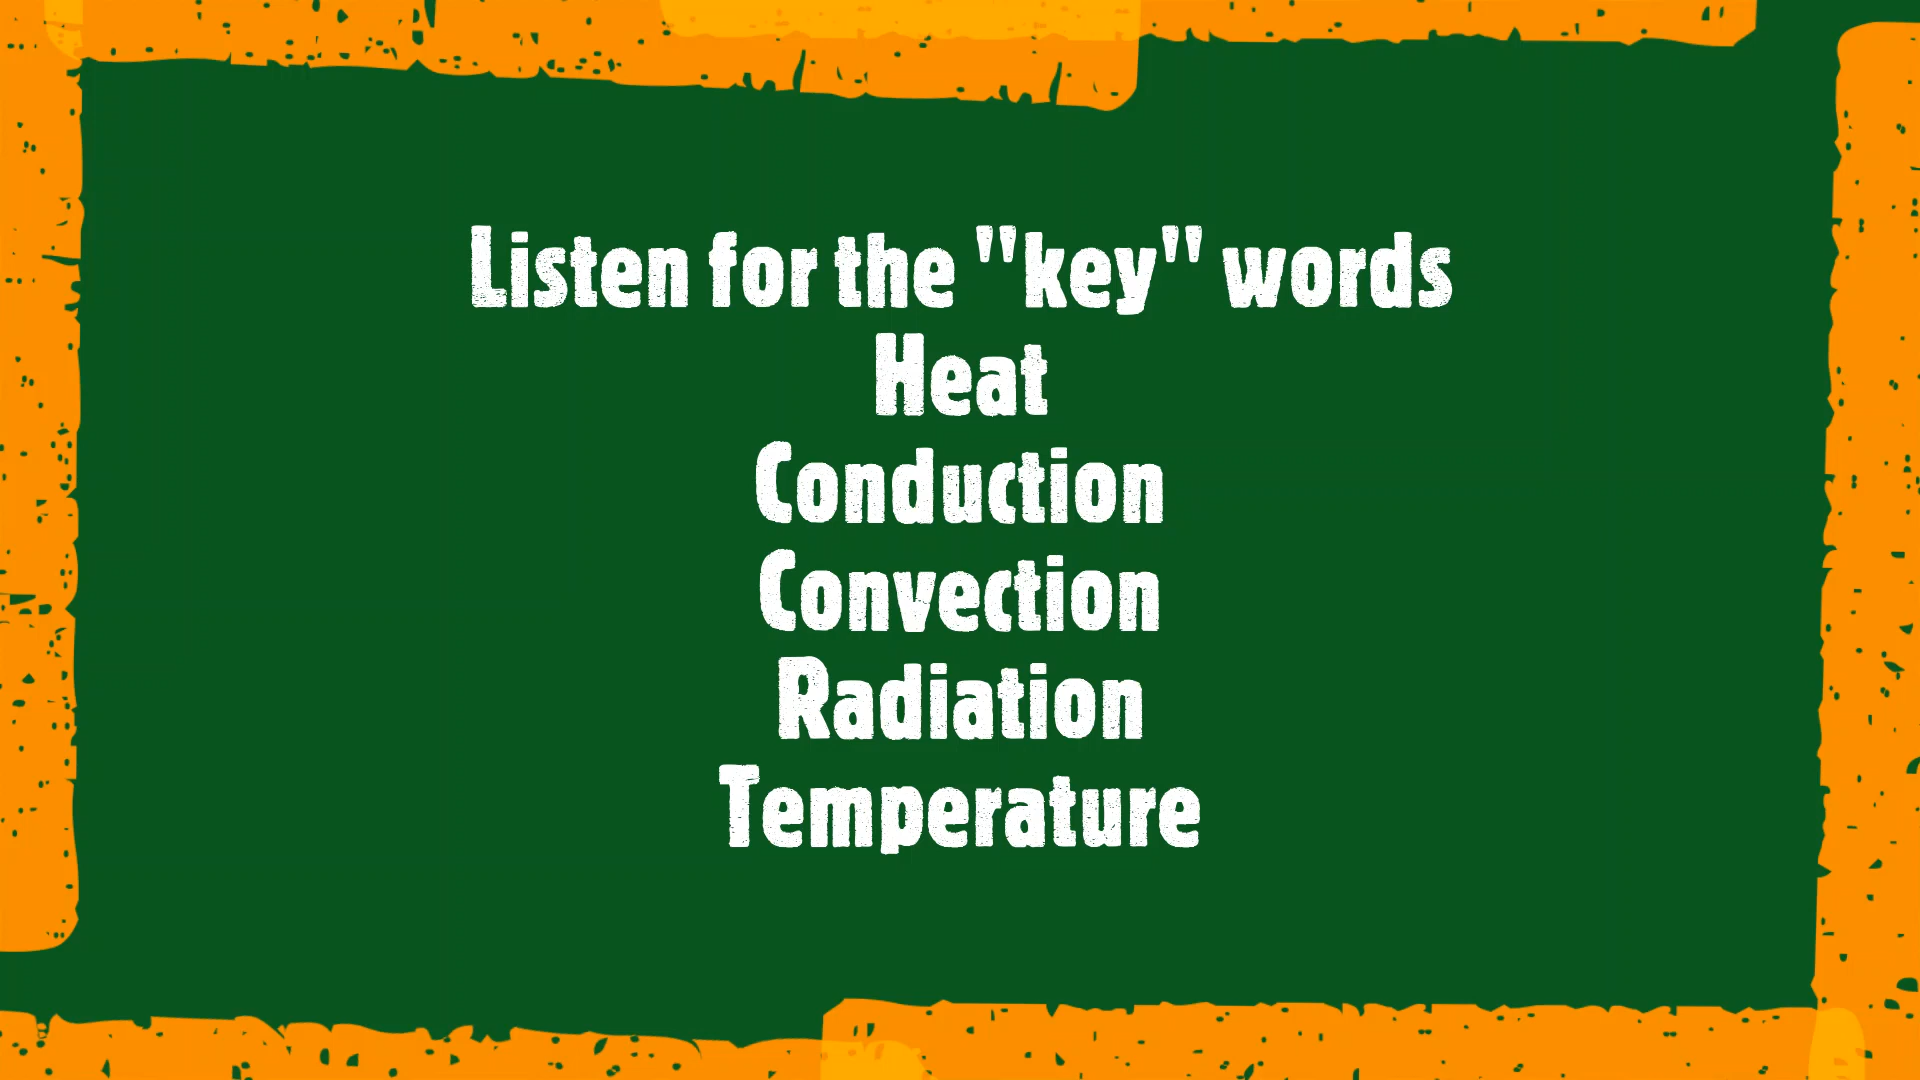 Listen for the "key" words
Heat
Conduction
Convection
Radiation
Temperature